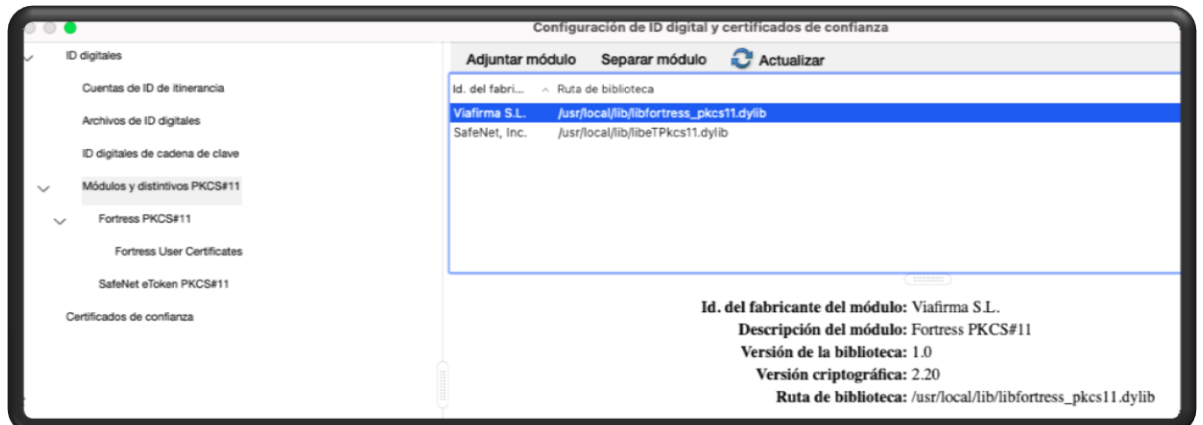 Configuración de ID digital y certificados de confianza
ID digitales
Cuentas de ID de itinerancia
Archivos de ID digitales
ID digitales de cadena de clave
Módulos y distintivos PKCS#11
Fortress PKCS#11
Fortress User Certificates
SafeNet eToken PKCS#11
Certificados de confianza
Adjuntar módulo Separar módulo Actualizar
Id. del fabri... Ruta de biblioteca
Viafirma S.L. /usr/local/lib/libfortress_pkcs11.dylib
SafeNet, Inc. /usr/local/lib/libeTPkcs11.dylib
Id. del fabricante del módulo: Viafirma S.L.
Descripción del módulo: Fortress PKCS#11
Versión de la biblioteca: 1.0
Versión criptográfica: 2.20
Ruta de biblioteca: /usr/local/lib/libfortress_pkcs11.dylib